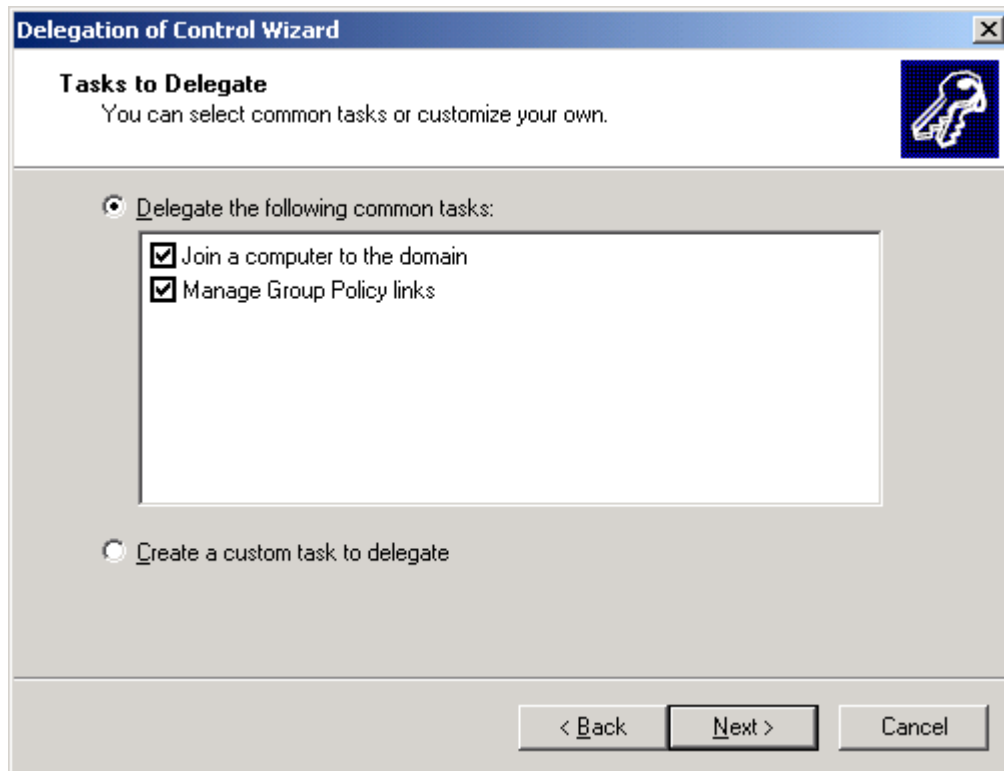 Delegation of Control Wizard
Tasks to Delegate
You can select common tasks or customize your own.
Delegate the following common tasks:
Join a computer to the domain
Manage Group Policy links
Create a custom task to delegate
< Back Next > Cancel